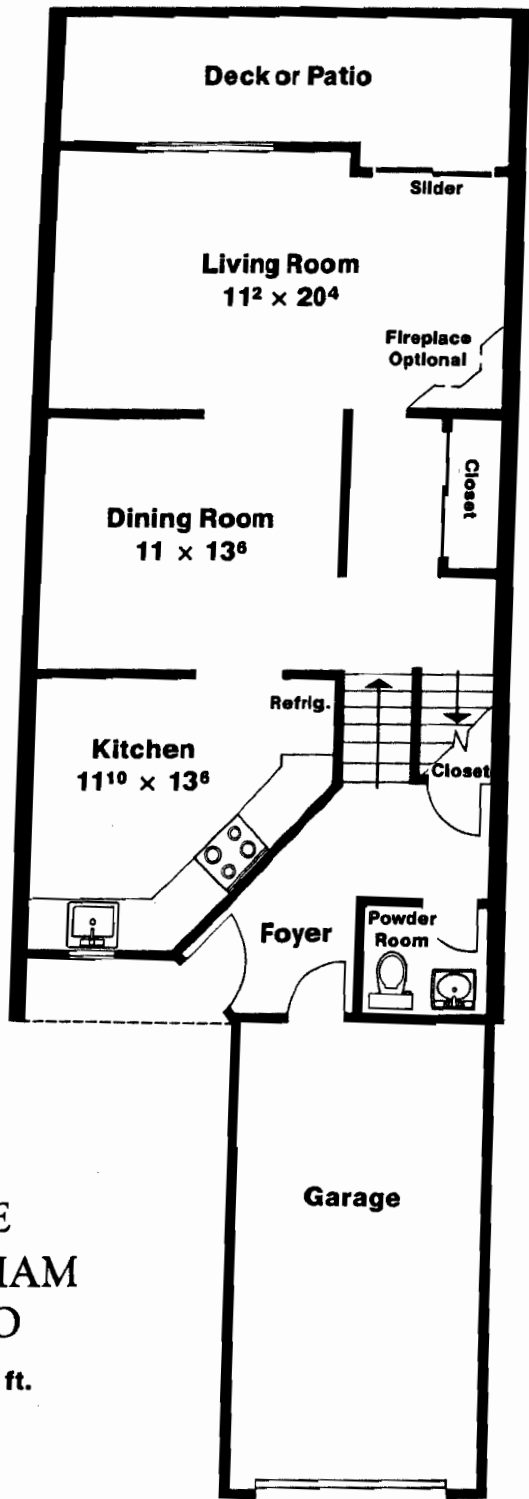 Deck or Patio
Slider
Living Room
11² × 20⁴
Fireplace
Optional
Closet
Dining Room
11 × 13⁶
Refrig.
Kitchen
11¹⁰ × 13⁶
Closet
Foyer
Powder
Room
Garage
E
HAM
O
ft.